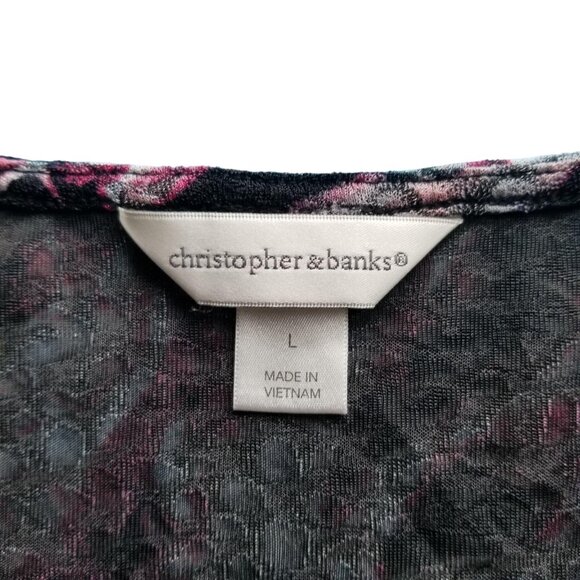 christopher & banks®
L
MADE IN
VIETNAM